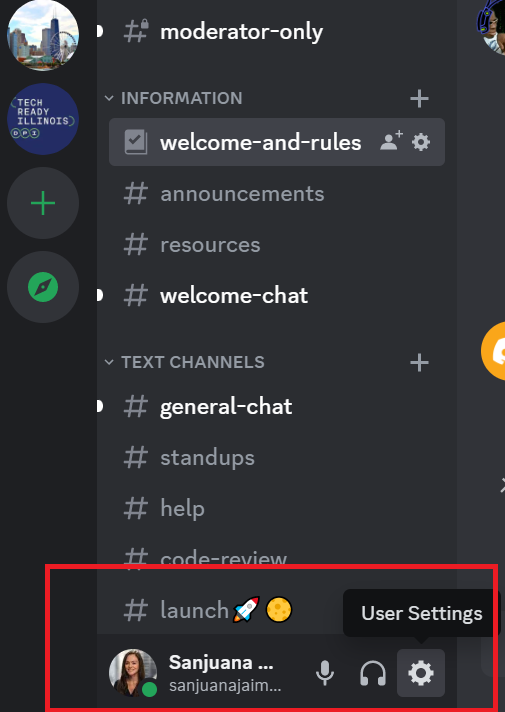 TECH
READY
ILLINOIS
DPI
moderator-only
INFORMATION
welcome-and-rules
announcements
resources
welcome-chat
TEXT CHANNELS
general-chat
standups
help
code-review
launch🚀🌕
User Settings
Sanjuana ...
sanjuanajaim...